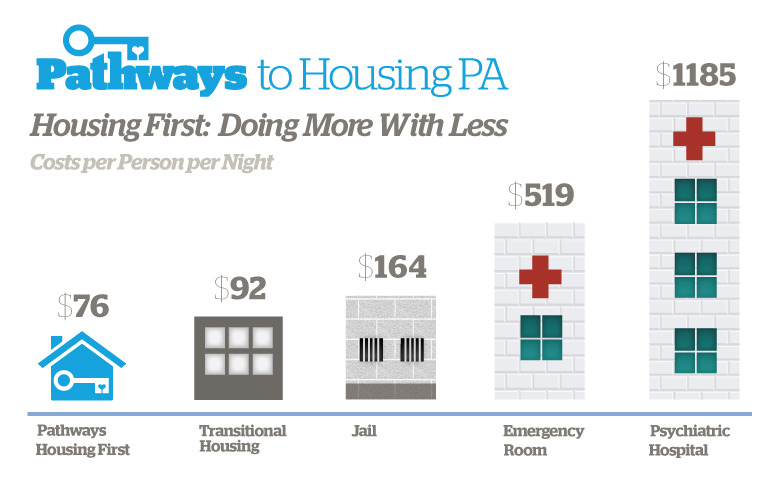 Pathways to Housing PA
Housing First: Doing More With Less
Costs per Person per Night
$76
$92
$164
$519
$1185
Pathways
Housing First
Transitional
Housing
Jail
Emergency
Room
Psychiatric
Hospital